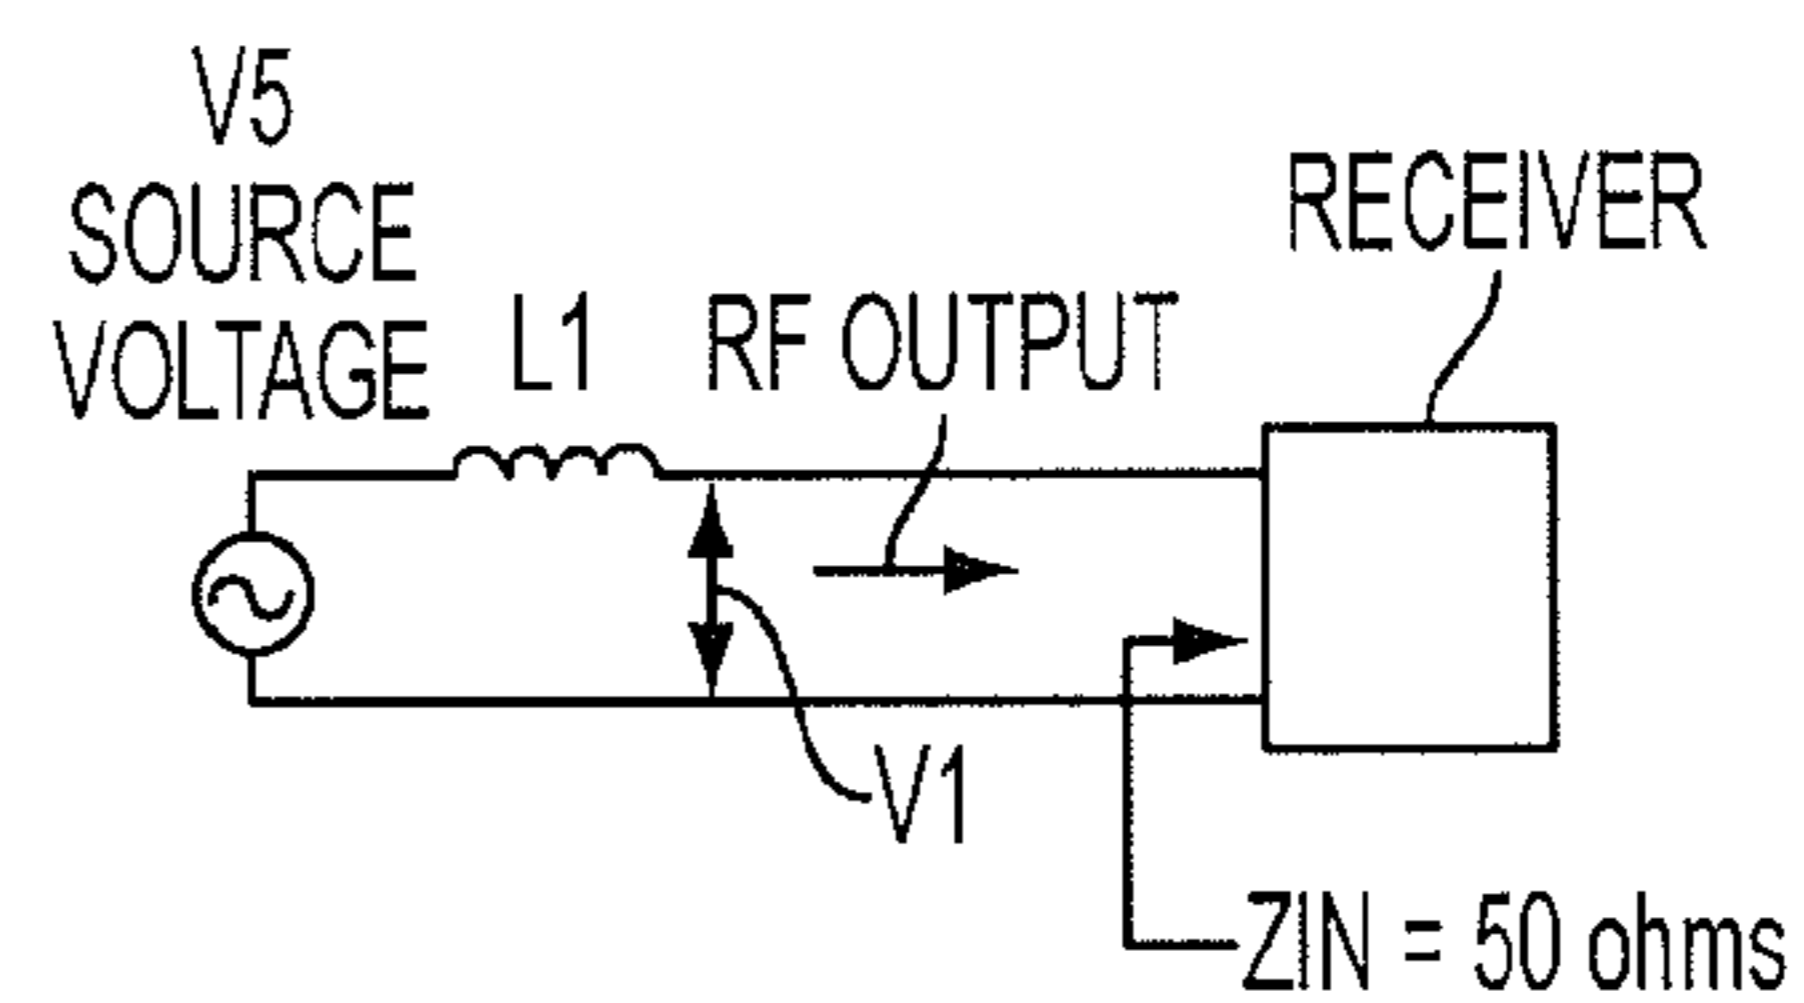 V5
SOURCE
VOLTAGE
L1
RF OUTPUT
RECEIVER
V1
ZIN = 50 ohms